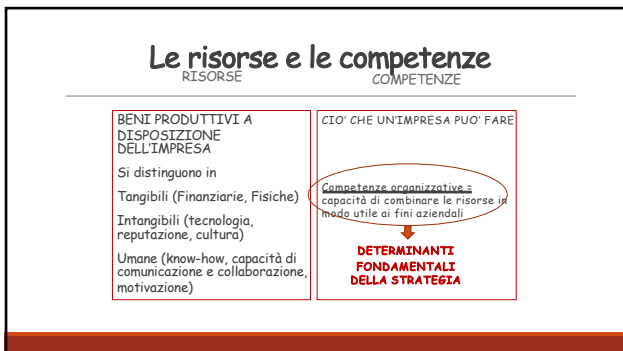 Le risorse e le competenze
RISORSE
COMPETENZE
BENI PRODUTTIVI A
DISPOSIZIONE
DELL'IMPRESA
Si distinguono in
Tangibili (Finanziarie, Fisiche)
Intangibili (tecnologia,
reputazione, cultura)
Umane (know-how, capacità di
comunicazione e collaborazione,
motivazione)
CIO' CHE UN'IMPRESA PUO' FARE
Competenze organizzative =
capacità di combinare le risorse in
modo utile ai fini aziendali
DETERMINANTI
FONDAMENTALI
DELLA STRATEGIA